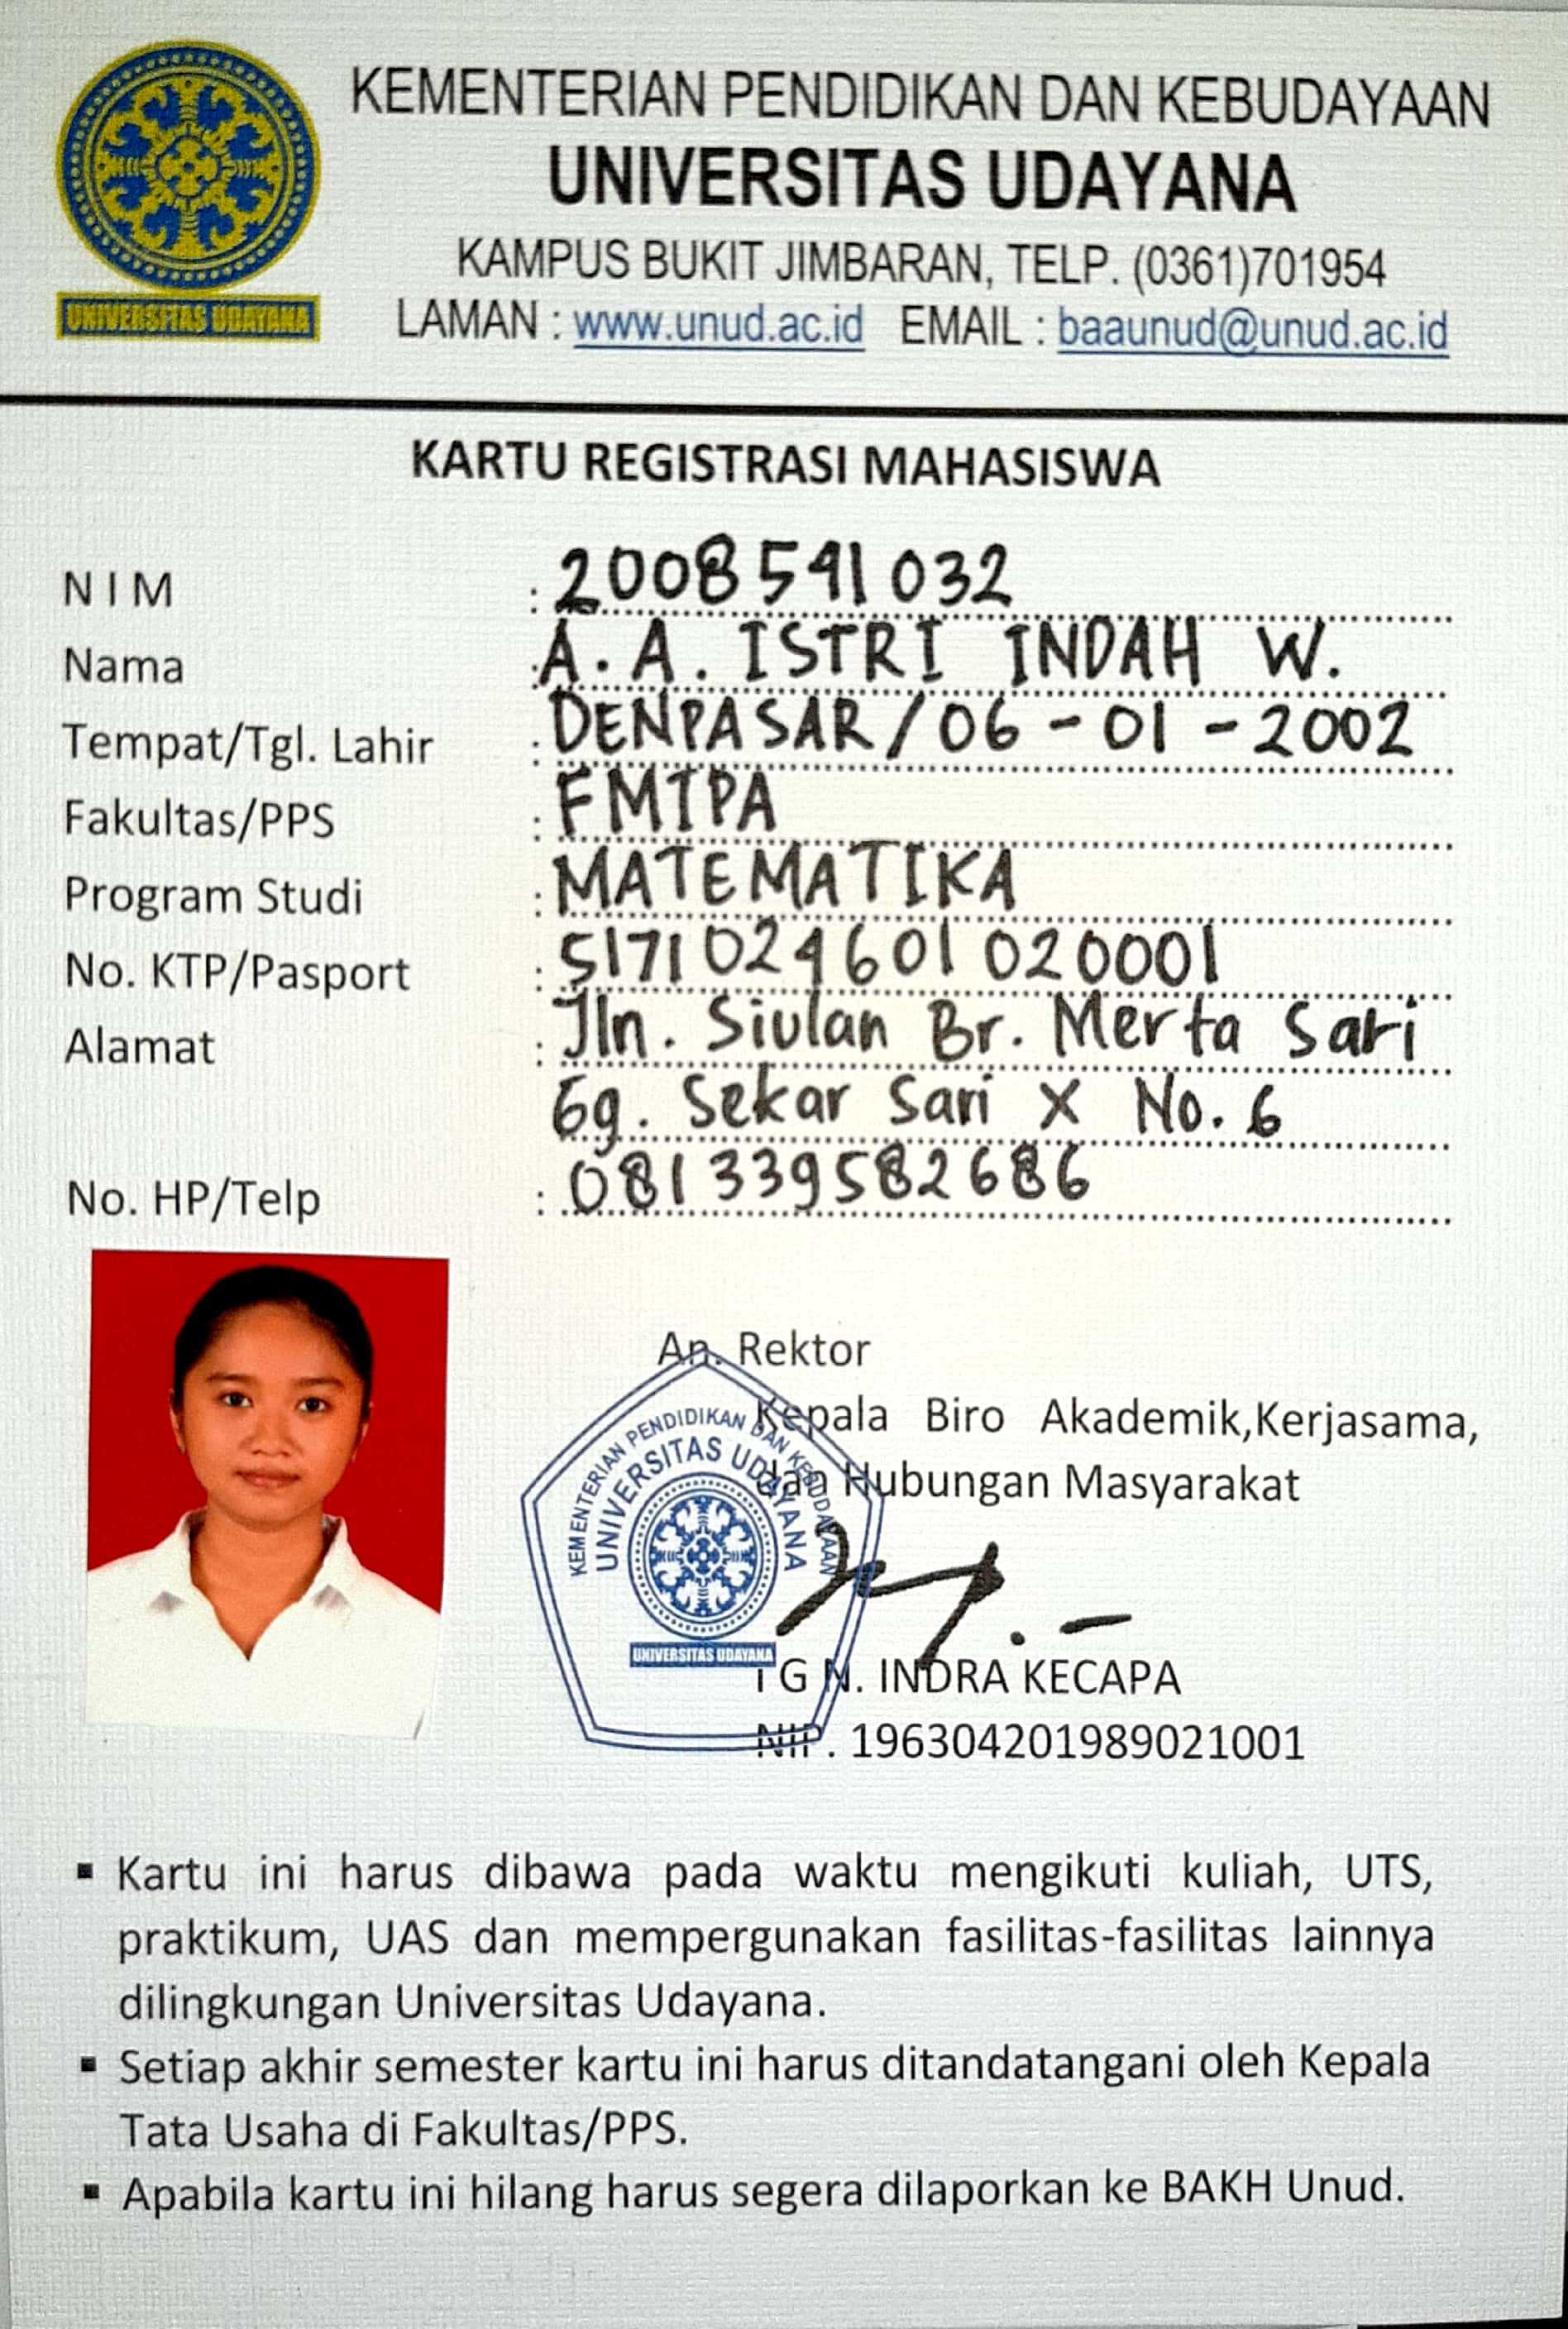 KEMENTERIAN PENDIDIKAN DAN KEBUDAYAAN
UNIVERSITAS UDAYANA
KAMPUS BUKIT JIMBARAN, TELP. (0361)701954
LAMAN : www.unud.ac.id EMAIL : baaunud@unud.ac.id
UNIVERSITAS UDAYANA
KARTU REGISTRASI MAHASISWA
N I M : 2008541032
Nama : A. A. ISTRI INDAH W.
Tempat/Tgl. Lahir : DENPASAR / 06 - 01 - 2002
Fakultas/PPS : FMIPA
Program Studi : MATEMATIKA
No. KTP/Pasport : 5171024601020001
Alamat : Jln. Siulan Br. Merta Sari
Gg. Sekar Sari X No. 6
No. HP/Telp : 081339582686
An. Rektor
Kepala Biro Akademik,Kerjasama,
dan Hubungan Masyarakat
KEMENTERIAN PENDIDIKAN DAN KEBUDAYAAN
UNIVERSITAS UDAYANA
UNIVERSITAS UDAYANA
I G N. INDRA KECAPA
NIP. 196304201989021001
▪ Kartu ini harus dibawa pada waktu mengikuti kuliah, UTS,
praktikum, UAS dan mempergunakan fasilitas-fasilitas lainnya
dilingkungan Universitas Udayana.
▪ Setiap akhir semester kartu ini harus ditandatangani oleh Kepala
Tata Usaha di Fakultas/PPS.
▪ Apabila kartu ini hilang harus segera dilaporkan ke BAKH Unud.